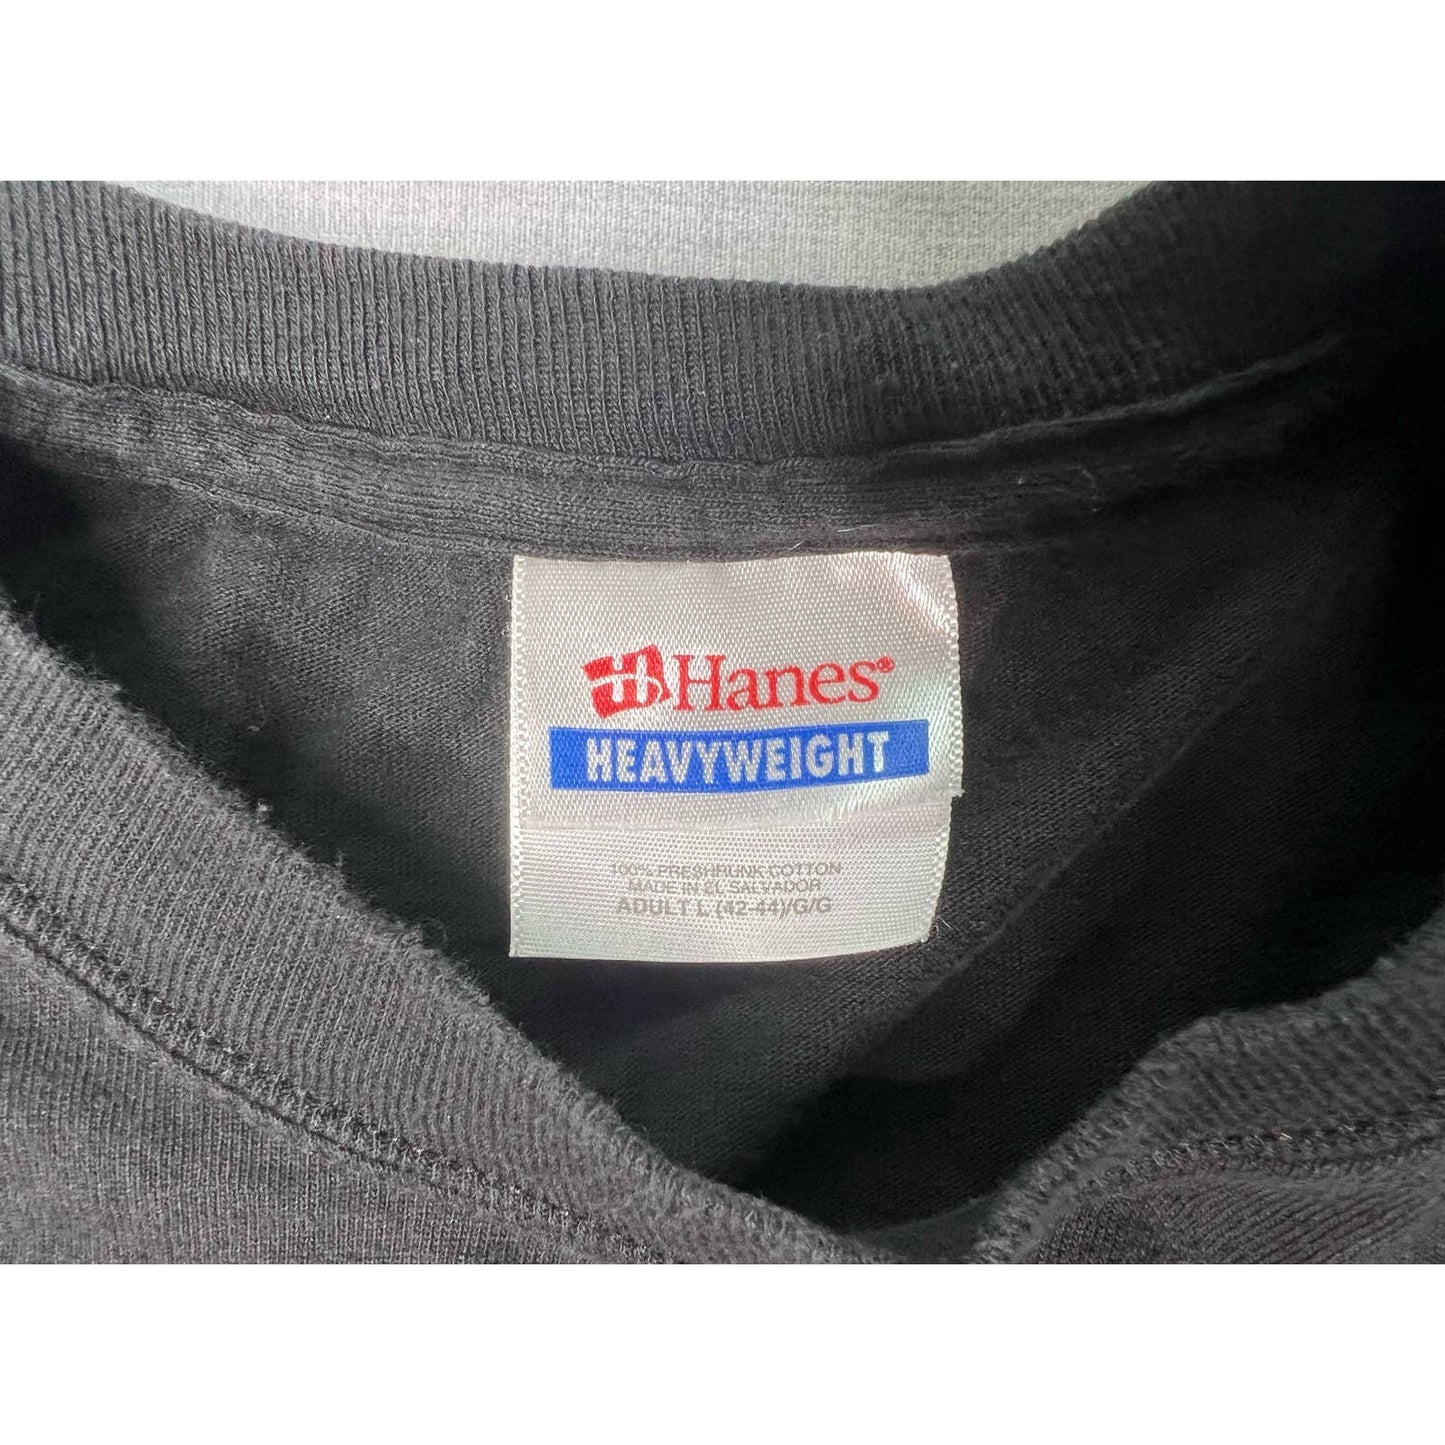 Hanes®
HEAVYWEIGHT
100% PRESHRUNK COTTON
MADE IN EL SALVADOR
ADULT L (42-44)/G/G